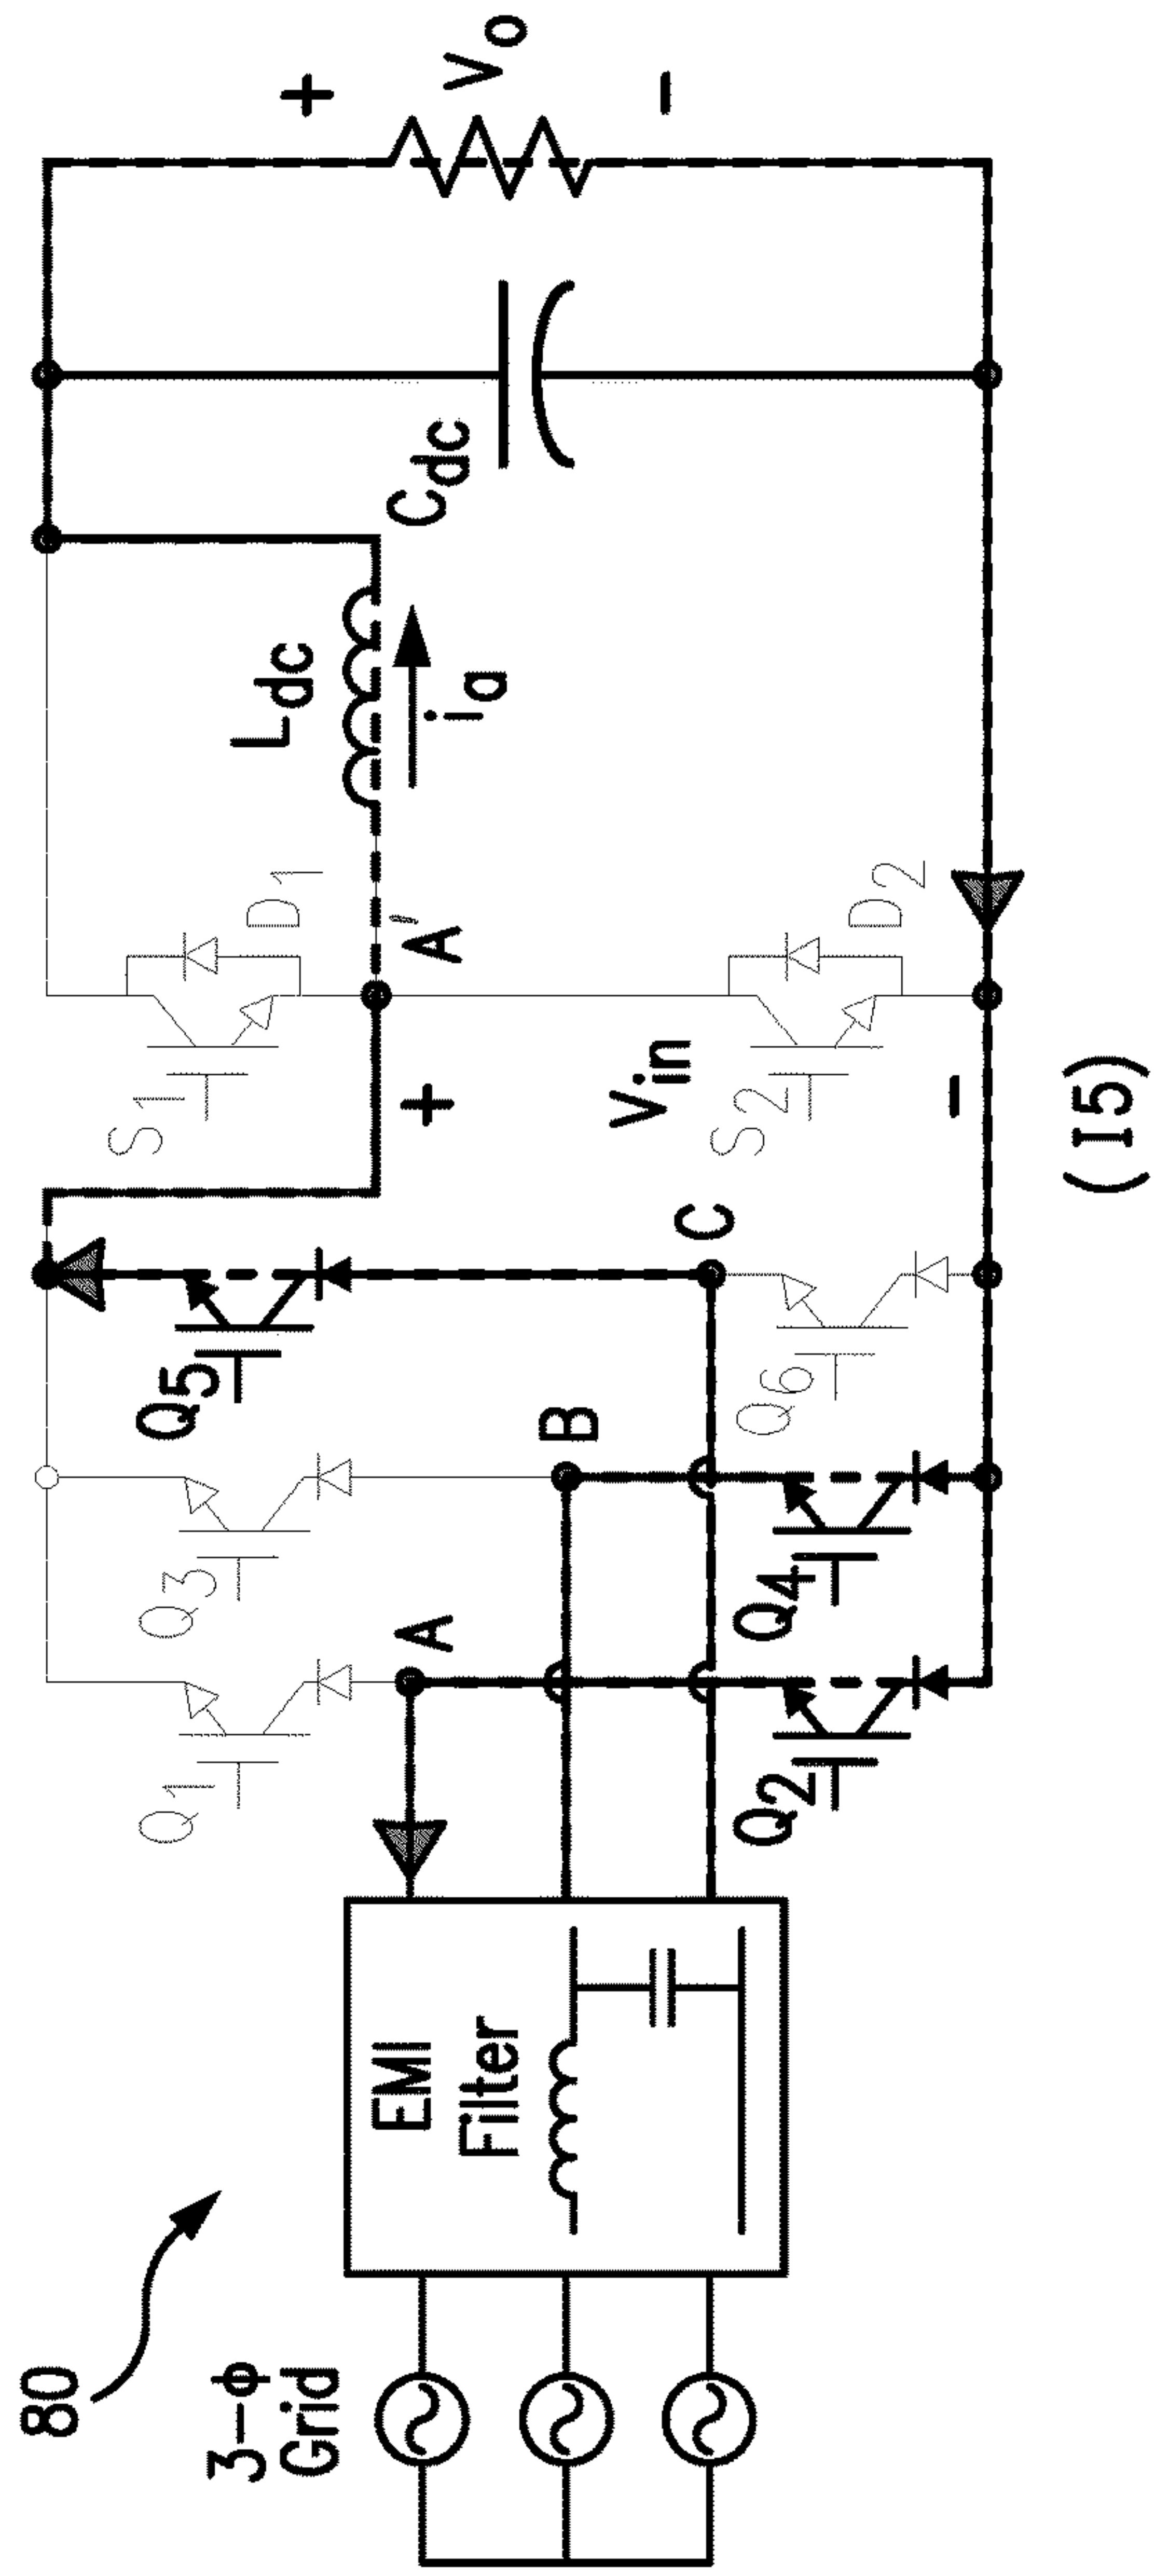 80
3-ϕ
Grid
EMI
Filter
Q1
Q3
Q5
A
B
C
Q2
Q4
Q6
S1
D1
A'
+
Vin
-
S2
D2
Ldc
ia
Cdc
+
Vo
-
(I5)